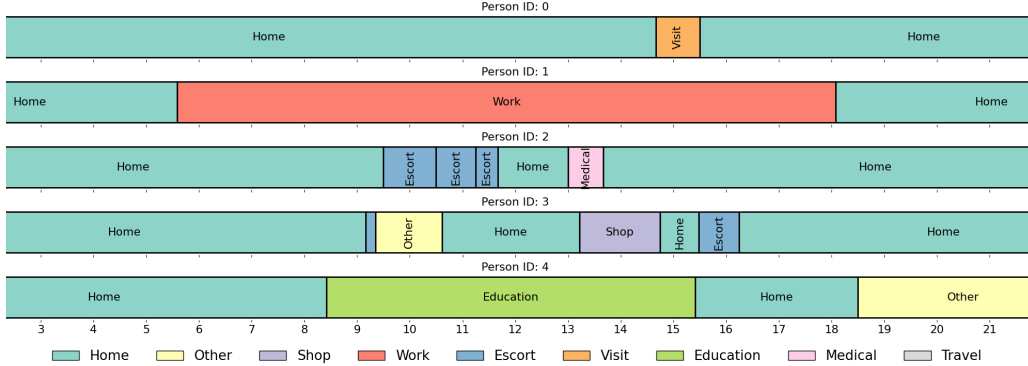 Person ID: 0
Home Visit Home
Person ID: 1
Home Work Home
Person ID: 2
Home Escort Escort Escort Home Medical Home
Person ID: 3
Home Other Home Shop Home Escort Home
Person ID: 4
Home Education Home Other
3 4 5 6 7 8 9 10 11 12 13 14 15 16 17 18 19 20 21
Home Other Shop Work Escort Visit Education Medical Travel